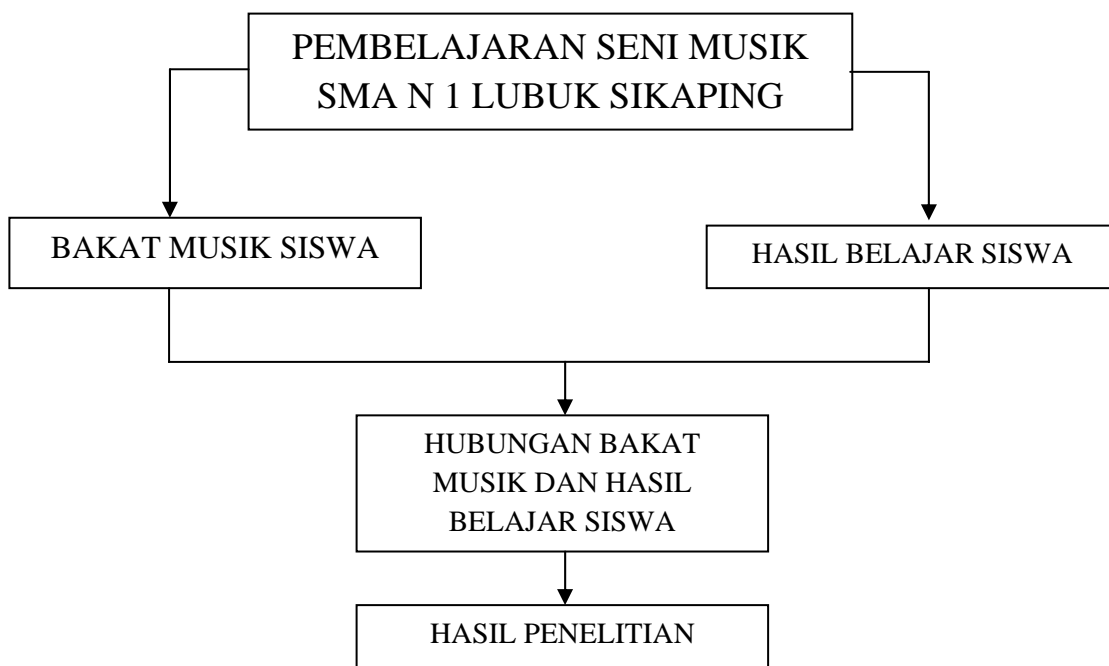 PEMBELAJARAN SENI MUSIK
SMA N 1 LUBUK SIKAPING
BAKAT MUSIK SISWA
HASIL BELAJAR SISWA
HUBUNGAN BAKAT
MUSIK DAN HASIL
BELAJAR SISWA
HASIL PENELITIAN